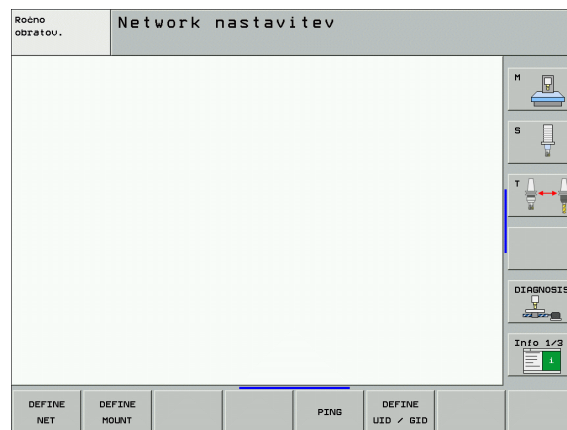 Ročno
obratov.
Network nastavitev
M
S
T
DIAGNOSIS
Info 1/3
i
DEFINE
NET
DEFINE
MOUNT
PING
DEFINE
UID / GID